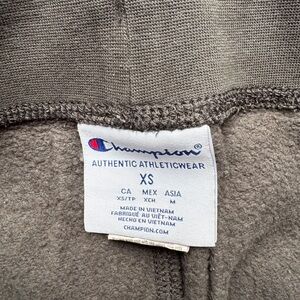 Champion®
AUTHENTIC ATHLETICWEAR
XS
CA MEX ASIA
XS/TP XCH M
MADE IN VIETNAM
FABRIQUÉ AU VIÊT-NAM
HECHO EN VIETNAM
CHAMPION.COM